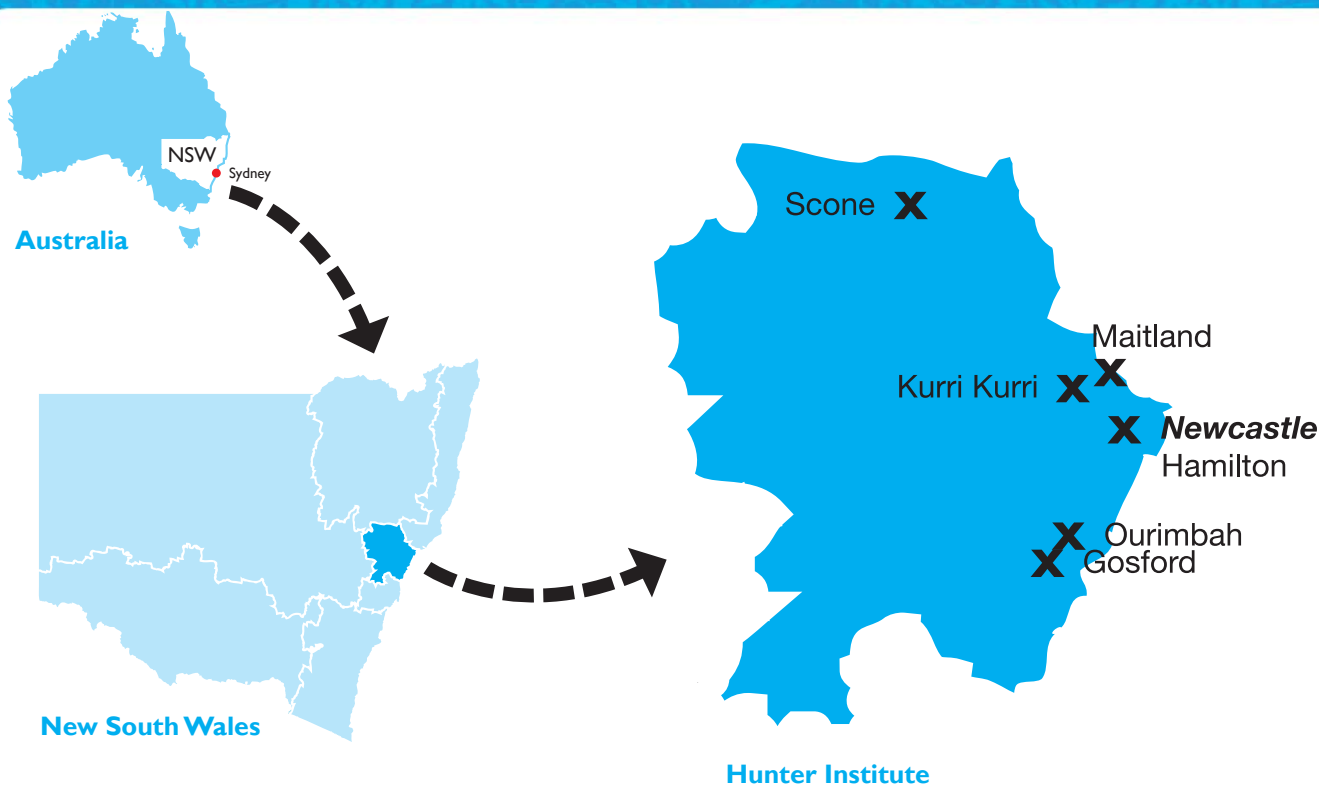 NSW
Sydney
Australia
New South Wales
Scone X
Maitland
X
Kurri Kurri X
X Newcastle
Hamilton
X Ourimbah
X Gosford
Hunter Institute